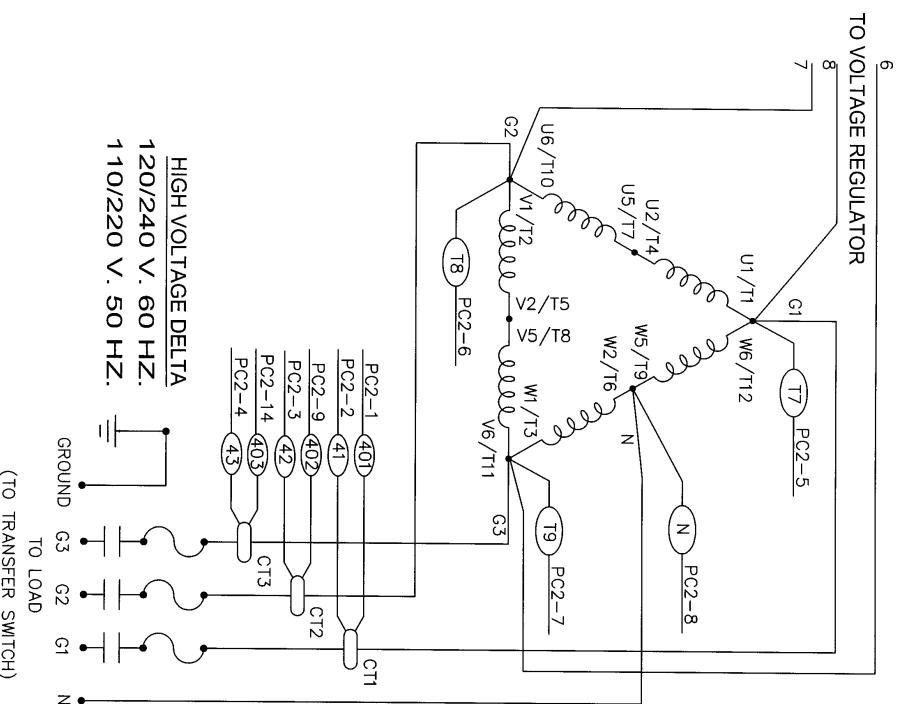 TO VOLTAGE REGULATOR
6
8
7
G2
U6/T10
U5/T7
U2/T4
U1/T1
G1
V1/T2
V2/T5
V5/T8
V6/T11
W1/T3
W2/T6
W5/T9
W6/T12
N
G3
T8
PC2-6
T7
PC2-5
N
PC2-8
T9
PC2-7
HIGH VOLTAGE DELTA
120/240 V. 60 HZ.
110/220 V. 50 HZ.
PC2-1
401
PC2-2
41
PC2-9
402
PC2-3
42
PC2-14
403
PC2-4
43
CT3
CT2
CT1
GROUND
G3
G2
G1
N
TO LOAD
(TO TRANSFER SWITCH)